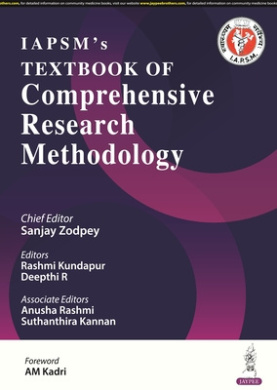 IAPSM's
TEXTBOOK OF
Comprehensive
Research
Methodology
I.A.P.S.M.
Chief Editor
Sanjay Zodpey
Editors
Rashmi Kundapur
Deepthi R
Associate Editors
Anusha Rashmi
Suthanthira Kannan
Foreword
AM Kadri
JAYPEE